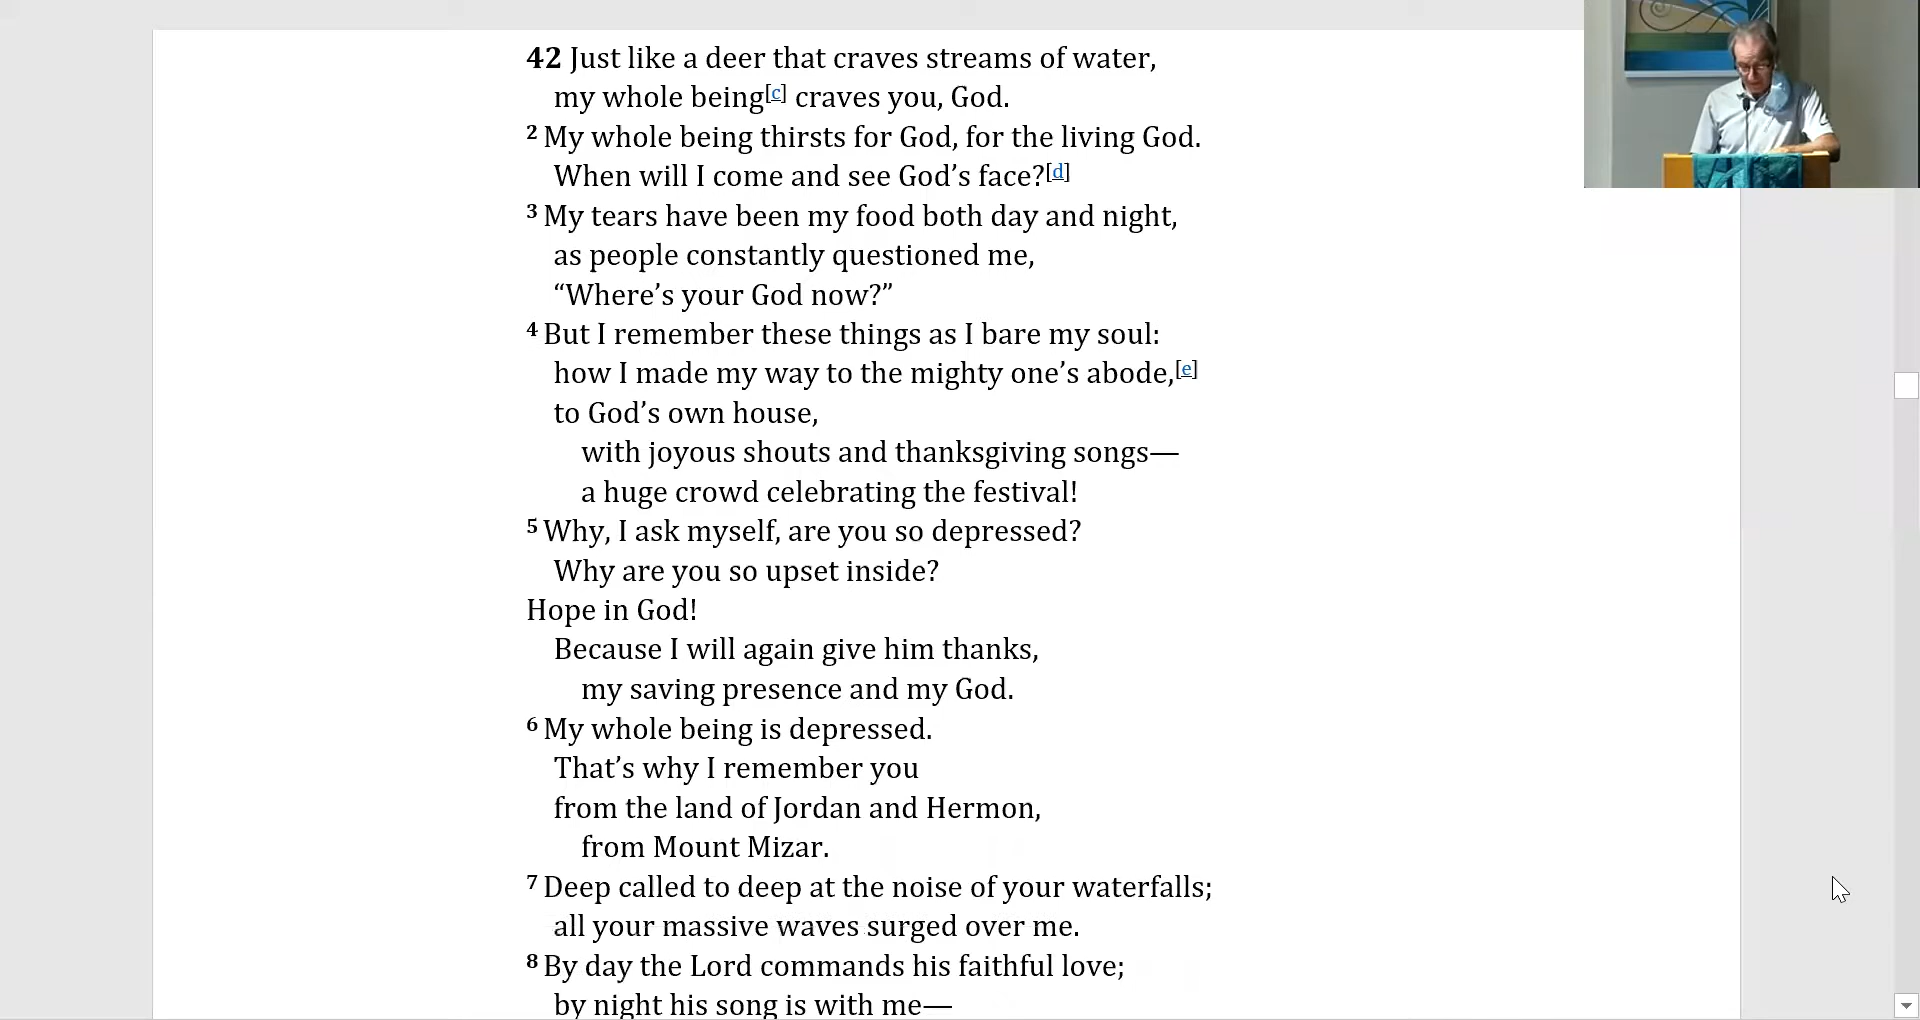 42 Just like a deer that craves streams of water,
my whole being[c] craves you, God.
2 My whole being thirsts for God, for the living God.
When will I come and see God’s face?[d]
3 My tears have been my food both day and night,
as people constantly questioned me,
“Where’s your God now?”
4 But I remember these things as I bare my soul:
how I made my way to the mighty one’s abode,[e]
to God’s own house,
with joyous shouts and thanksgiving songs—
a huge crowd celebrating the festival!
5 Why, I ask myself, are you so depressed?
Why are you so upset inside?
Hope in God!
Because I will again give him thanks,
my saving presence and my God.
6 My whole being is depressed.
That’s why I remember you
from the land of Jordan and Hermon,
from Mount Mizar.
7 Deep called to deep at the noise of your waterfalls;
all your massive waves surged over me.
8 By day the Lord commands his faithful love;
by night his song is with me—